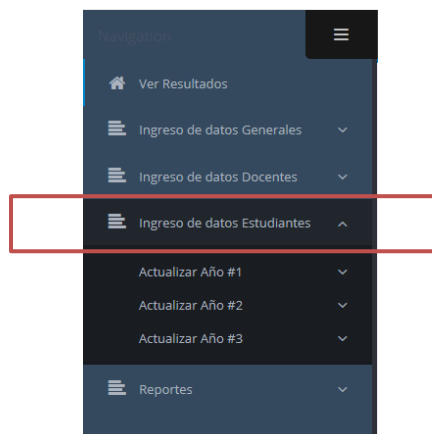 Navigation
Ver Resultados
Ingreso de datos Generales
Ingreso de datos Docentes
Ingreso de datos Estudiantes
Actualizar Año #1
Actualizar Año #2
Actualizar Año #3
Reportes